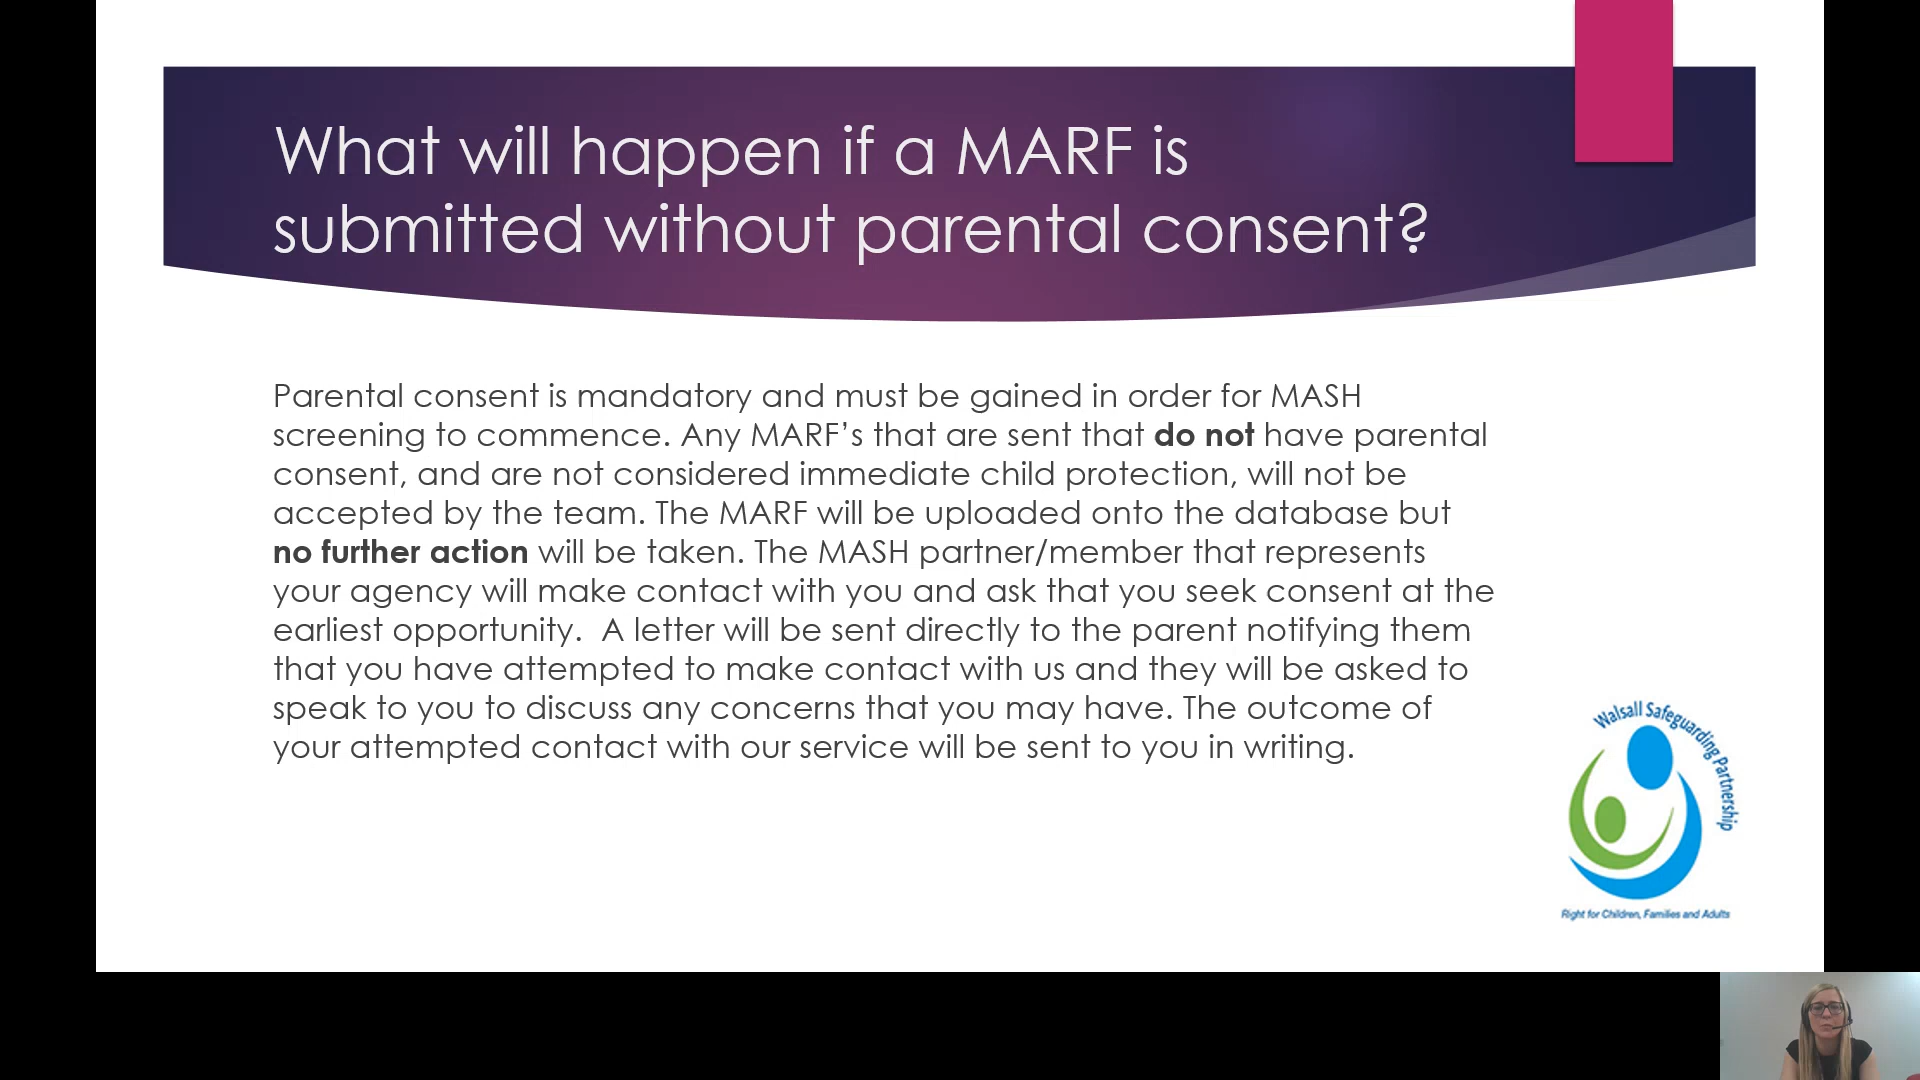 What will happen if a MARF is
submitted without parental consent?
Parental consent is mandatory and must be gained in order for MASH
screening to commence. Any MARF’s that are sent that do not have parental
consent, and are not considered immediate child protection, will not be
accepted by the team. The MARF will be uploaded onto the database but
no further action will be taken. The MASH partner/member that represents
your agency will make contact with you and ask that you seek consent at the
earliest opportunity.  A letter will be sent directly to the parent notifying them
that you have attempted to make contact with us and they will be asked to
speak to you to discuss any concerns that you may have. The outcome of
your attempted contact with our service will be sent to you in writing.
Walsall Safeguarding Partnership
Right for Children, Families and Adults